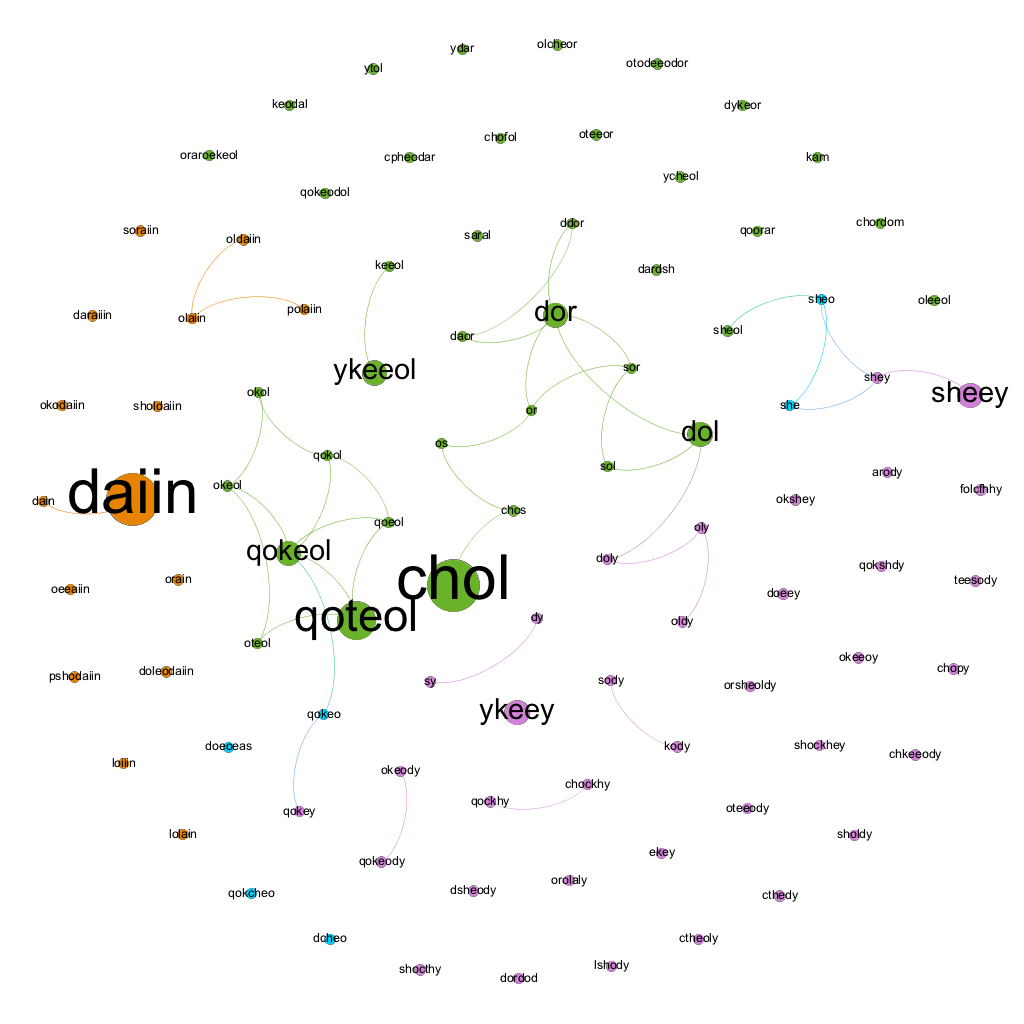 ydar
olcheor
ytol
otodeeodor
keodal
dykeor
chofol
oteeor
oraroekeol
cpheodar
kam
ycheol
qokeodol
soraiin
oldaiin
saral
ddor
qoorar
chordom
keeol
dardsh
sheo
oleeol
daraiiin
olaiin
polaiin
dor
sheol
daor
ykeeol
sor
shey
okol
sheey
okodaiin
sholdaiin
or
she
os
dol
qokol
sol
arody
okeol
folcfhhy
dain
daiin
okshey
chos
qoeol
oly
qokeol
doly
qokshdy
orain
teesody
oeeaiin
chol
doeey
qoteol
dy
oldy
oteol
okeeoy
pshodaiin
doleodaiin
sy
sody
orsheoldy
chopy
qokeo
ykeey
doeoeas
kody
shockhey
chkeeody
loiiin
okeody
chockhy
qokey
qockhy
oteeody
lolain
sholdy
qokeody
ekey
qokcheo
dsheody
orolaly
cthedy
dcheo
ctheoly
shocthy
dordod
lshody